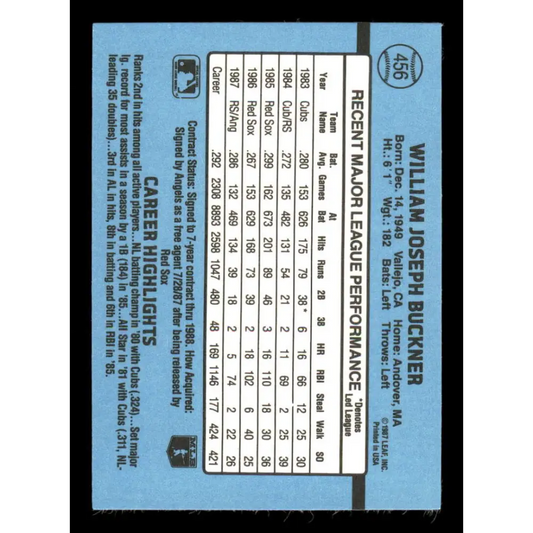 456
WILLIAM JOSEPH BUCKNER
Born: Dec. 14, 1949 Vallejo, CA Home: Andover, MA
Ht.: 6' 1" Wgt.: 182 Bats: Left Throws: Left
©1987 LEAF, INC.
Printed in USA
RECENT MAJOR LEAGUE PERFORMANCE *Denotes Led League
Year Team Name Bat. Avg. Games At Bat Hits Runs 2B 3B HR RBI Steal Walk SO
1983 Cubs .280 153 626 175 79 38* 6 16 66 12 25 30
1984 Cub/RS .272 135 482 131 54 21 2 11 69 2 25 39
1985 Red Sox .299 162 673 201 89 46 3 16 110 18 30 36
1986 Red Sox .267 153 629 168 73 39 2 18 102 6 40 25
1987 RS/Ang .286 132 469 134 39 18 2 5 74 2 22 26
Career .292 2308 8893 2598 1047 480 48 169 1146 177 424 421
Contract Status: Signed to 7-year contract thru 1988. How Acquired:
Signed by Angels as a free agent 7/28/87 after being released by
Red Sox
CAREER HIGHLIGHTS
Ranks 2nd in hits among all active players...NL batting champ in '80 with Cubs (.324)...Set major
lg. record for most assists in a season by a 1B (184) in '85...All Star in '81 with Cubs (.311, NL-
leading 35 doubles)...3rd in AL in hits, 8th in batting and 6th in RBI in '85.